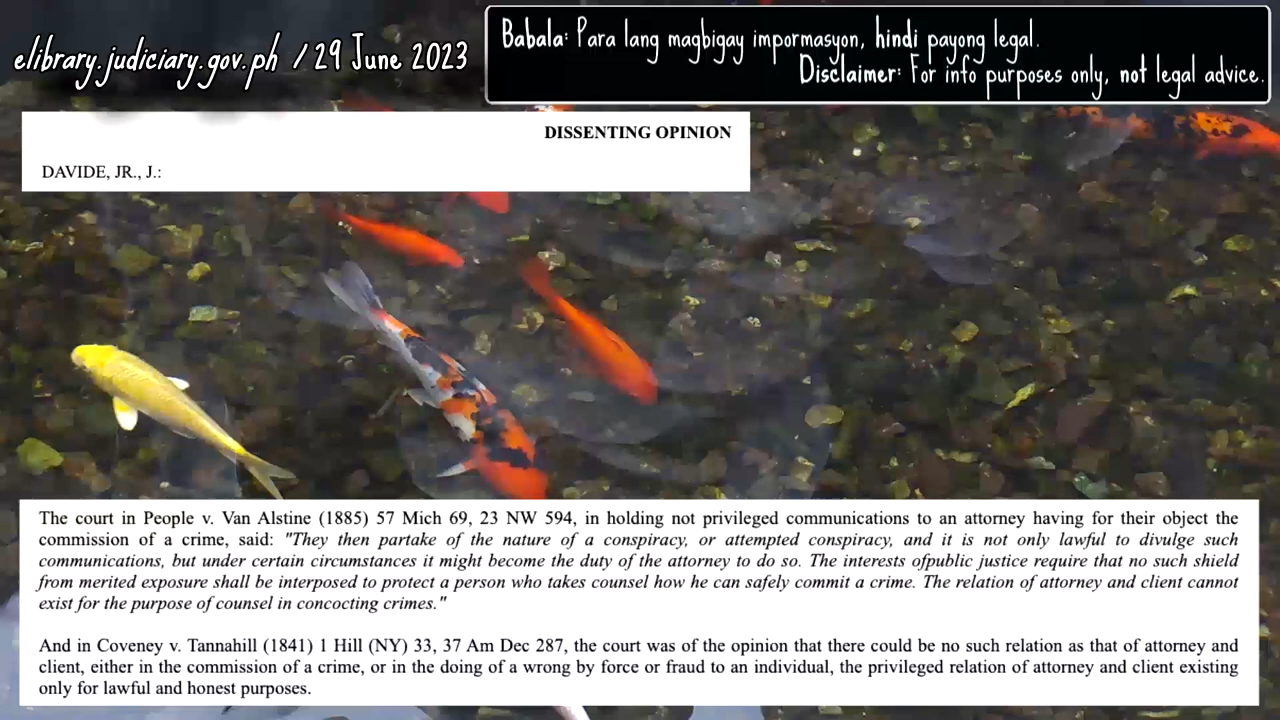 elibrary.judiciary.gov.ph / 29 June 2023
Babala: Para lang magbigay impormasyon, hindi payong legal.
Disclaimer: For info purposes only, not legal advice.
DISSENTING OPINION
DAVIDE, JR., J.:
The court in People v. Van Alstine (1885) 57 Mich 69, 23 NW 594, in holding not privileged communications to an attorney having for their object the
commission of a crime, said: "They then partake of the nature of a conspiracy, or attempted conspiracy, and it is not only lawful to divulge such
communications, but under certain circumstances it might become the duty of the attorney to do so. The interests ofpublic justice require that no such shield
from merited exposure shall be interposed to protect a person who takes counsel how he can safely commit a crime. The relation of attorney and client cannot
exist for the purpose of counsel in concocting crimes."
And in Coveney v. Tannahill (1841) 1 Hill (NY) 33, 37 Am Dec 287, the court was of the opinion that there could be no such relation as that of attorney and
client, either in the commission of a crime, or in the doing of a wrong by force or fraud to an individual, the privileged relation of attorney and client existing
only for lawful and honest purposes.